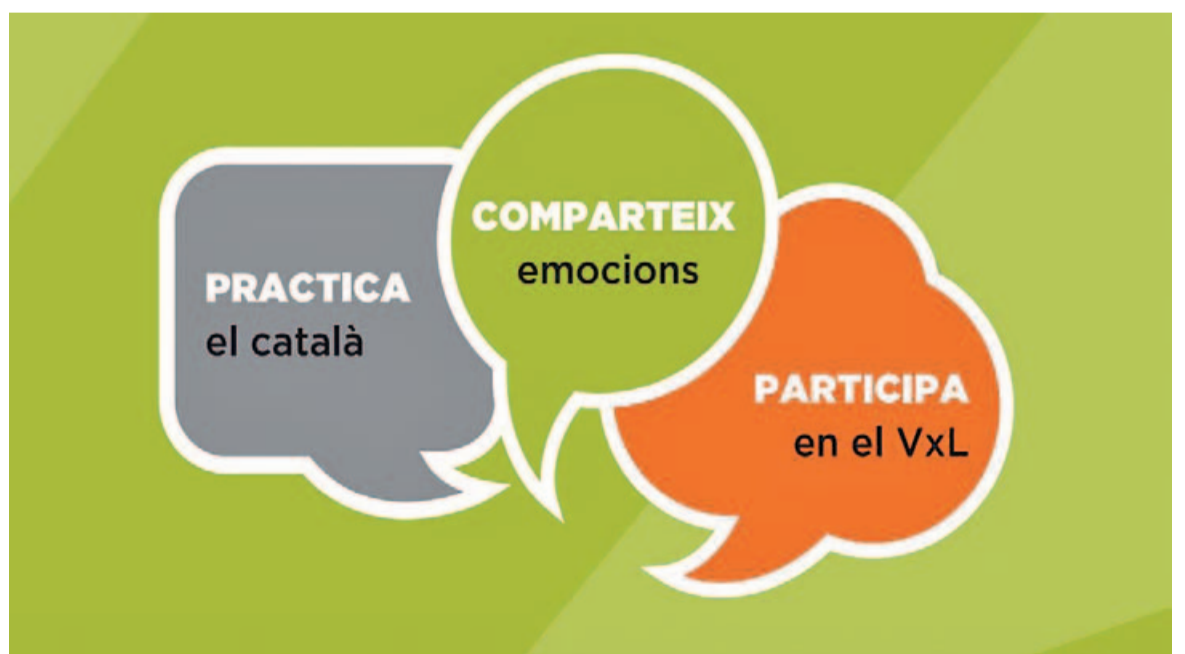 PRACTICA
el català
COMPARTEIX
emocions
PARTICIPA
en el VxL